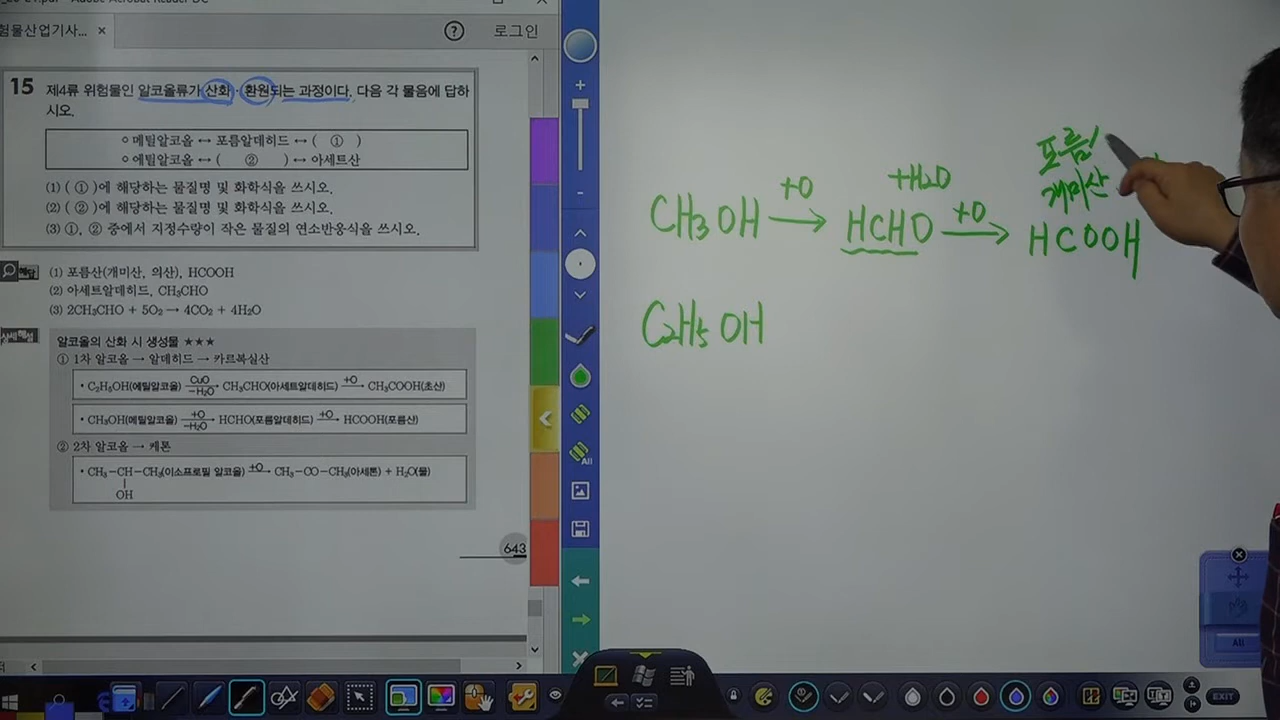 험물산업기사...
로그인
15 제4류 위험물인 알코올류가 산화·환원되는 과정이다. 다음 각 물음에 답하
시오.
○ 메틸알코올 ↔ 포름알데히드 ↔ ( ① )
○ 에틸알코올 ↔ ( ② ) ↔ 아세트산
(1) ( ① )에 해당하는 물질명 및 화학식을 쓰시오.
(2) ( ② )에 해당하는 물질명 및 화학식을 쓰시오.
(3) ①, ② 중에서 지정수량이 작은 물질의 연소반응식을 쓰시오.
해답 (1) 포름산(개미산, 의산), HCOOH
(2) 아세트알데히드, CH₃CHO
(3) 2CH₃CHO + 5O₂ → 4CO₂ + 4H₂O
알코올의 산화 시 생성물 ★★★
① 1차 알코올 → 알데히드 → 카르복실산
• C₂H₅OH(에틸알코올) CuO −H₂O → CH₃CHO(아세트알데히드) +O → CH₃COOH(초산)
• CH₃OH(메틸알코올) +O −H₂O → HCHO(포름알데히드) +O → HCOOH(포름산)
② 2차 알코올 → 케톤
• CH₃−CH−CH₃(이소프로필 알코올) +O → CH₃−CO−CH₃(아세톤) + H₂O(물)
OH
643
포름
개미산
+O +H2O +O
CH3OH → HCHO → HCOOH
C2H5OH
All
All
EXIT